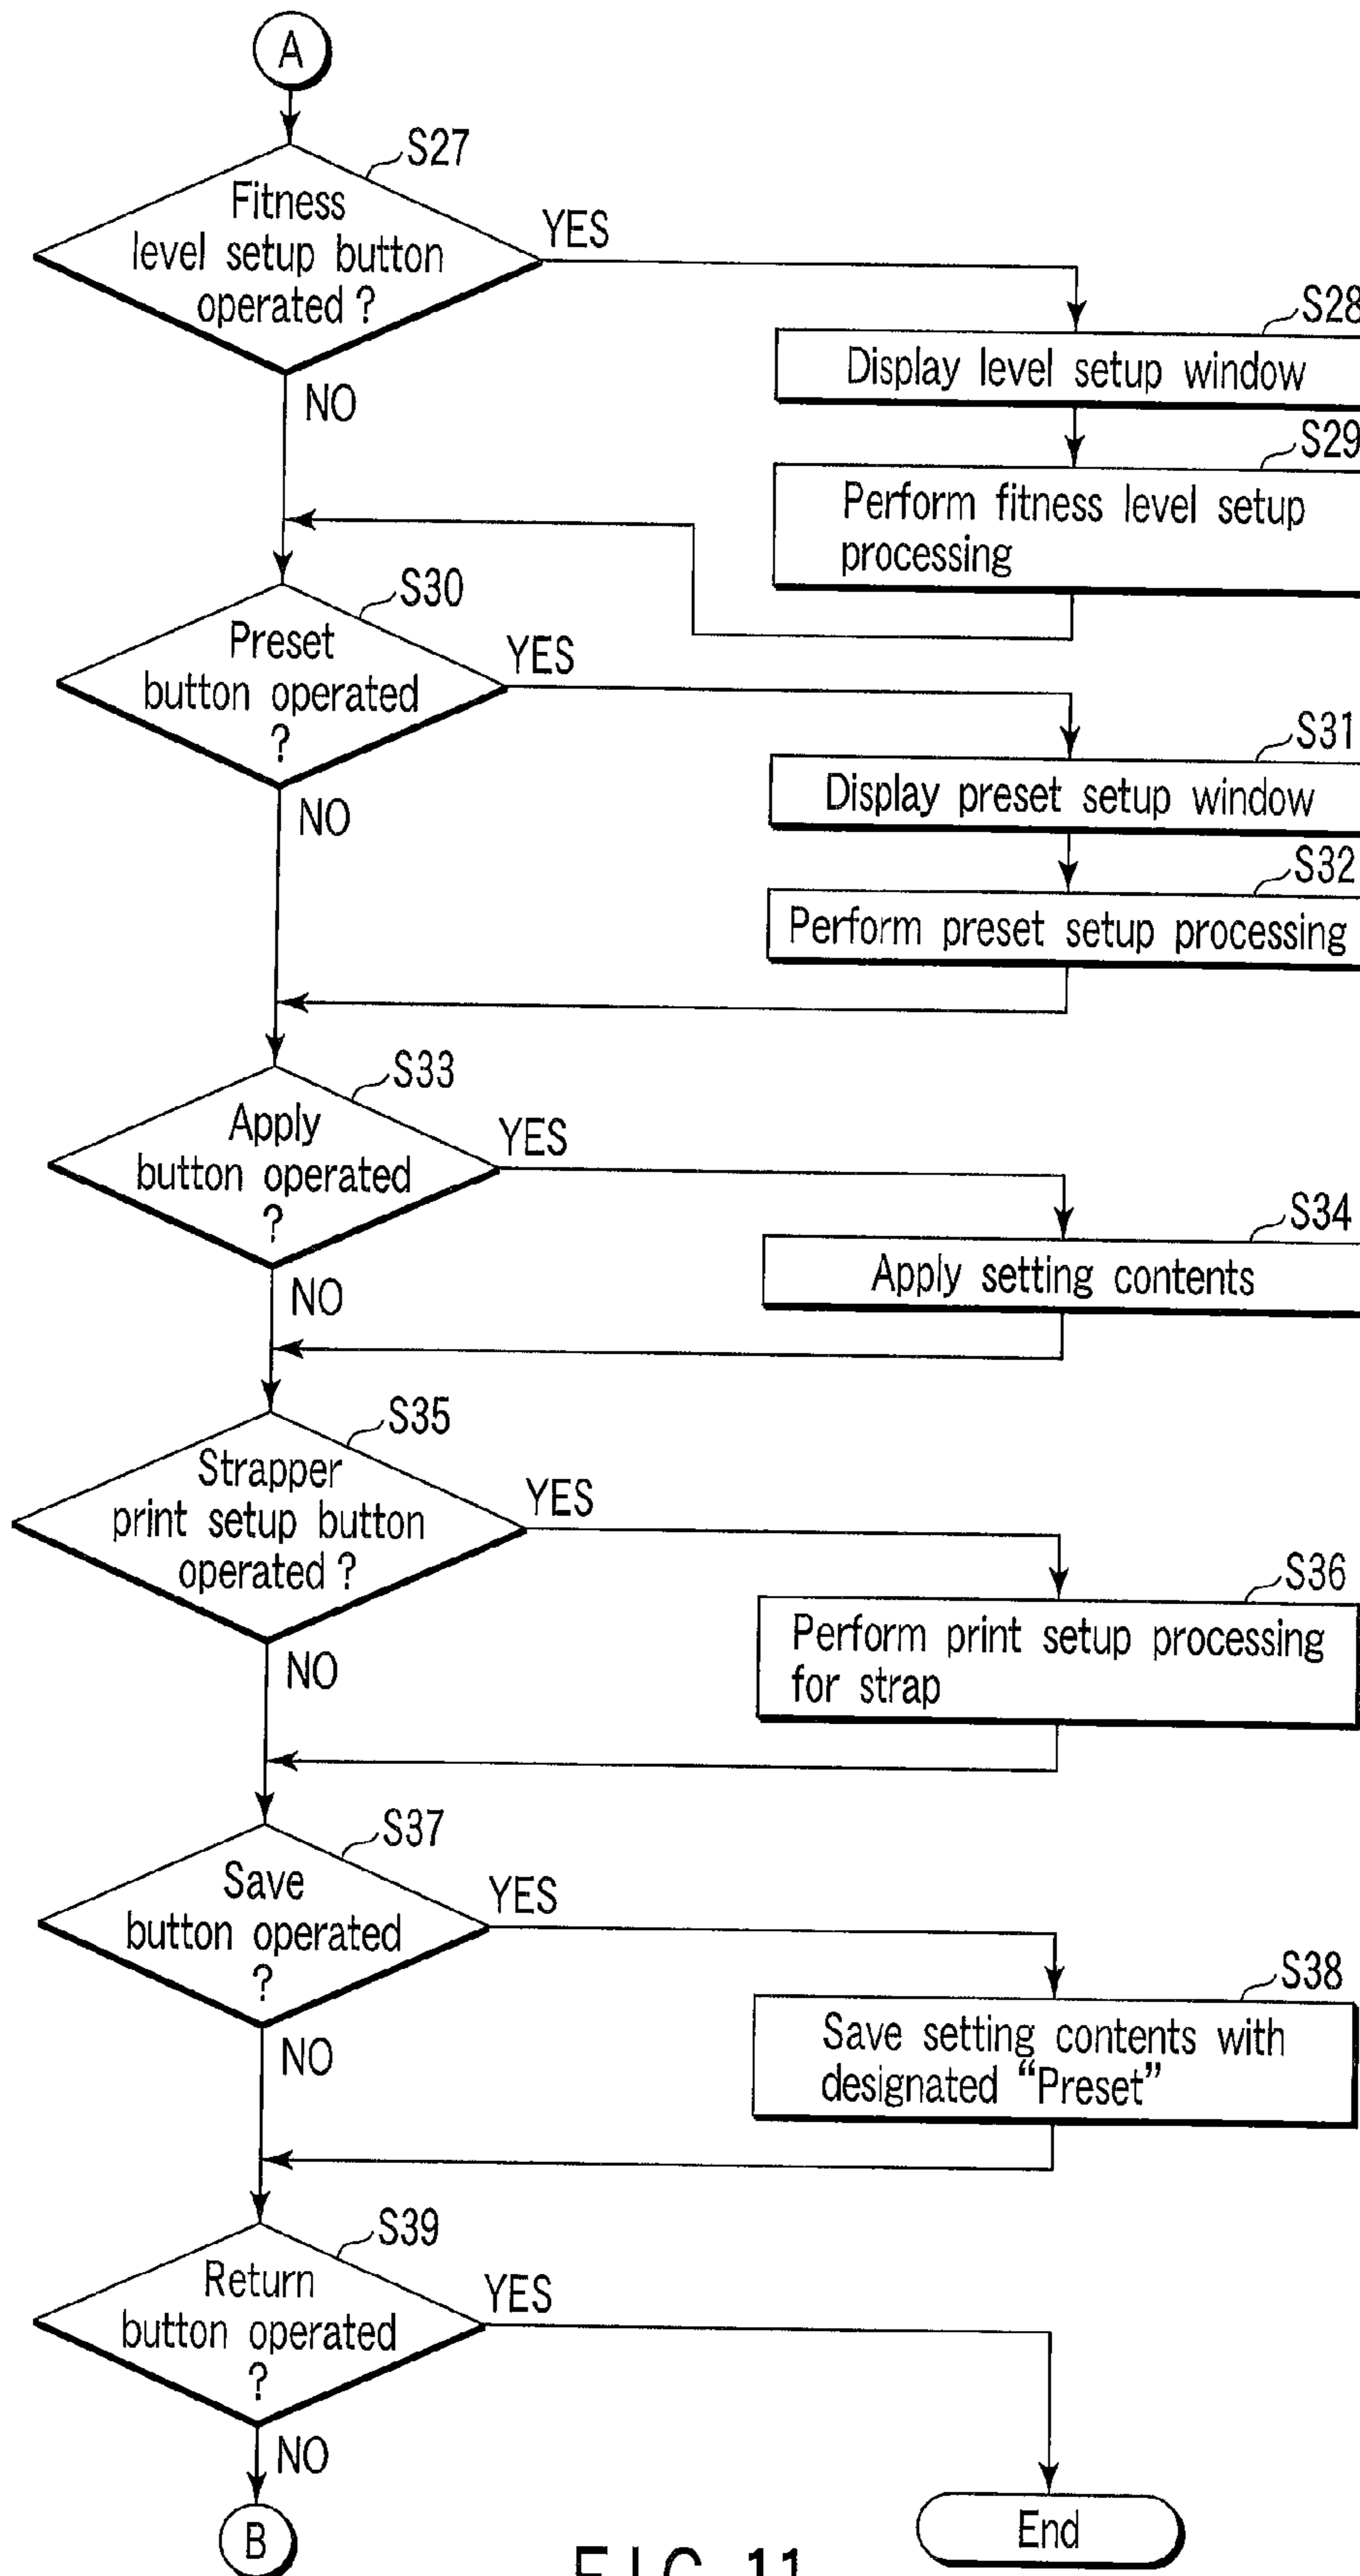 A
S27
Fitness
level setup button
operated ?
YES
NO
S28
Display level setup window
S29
Perform fitness level setup
processing
S30
Preset
button operated
?
YES
NO
S31
Display preset setup window
S32
Perform preset setup processing
S33
Apply
button operated
?
YES
NO
S34
Apply setting contents
S35
Strapper
print setup button
operated ?
YES
NO
S36
Perform print setup processing
for strap
S37
Save
button operated
?
YES
NO
S38
Save setting contents with
designated “Preset”
S39
Return
button operated
?
YES
NO
B
End
FIG. 11